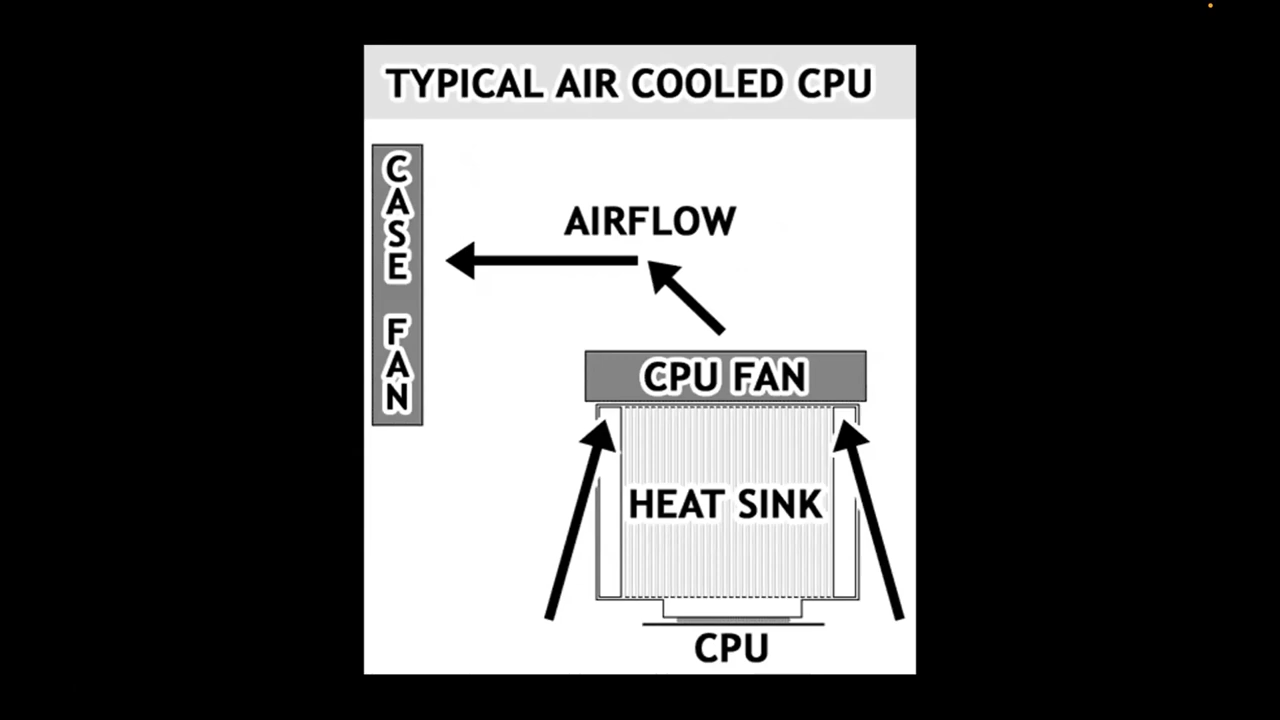 TYPICAL AIR COOLED CPU
CASE FAN
AIRFLOW
CPU FAN
HEAT SINK
CPU